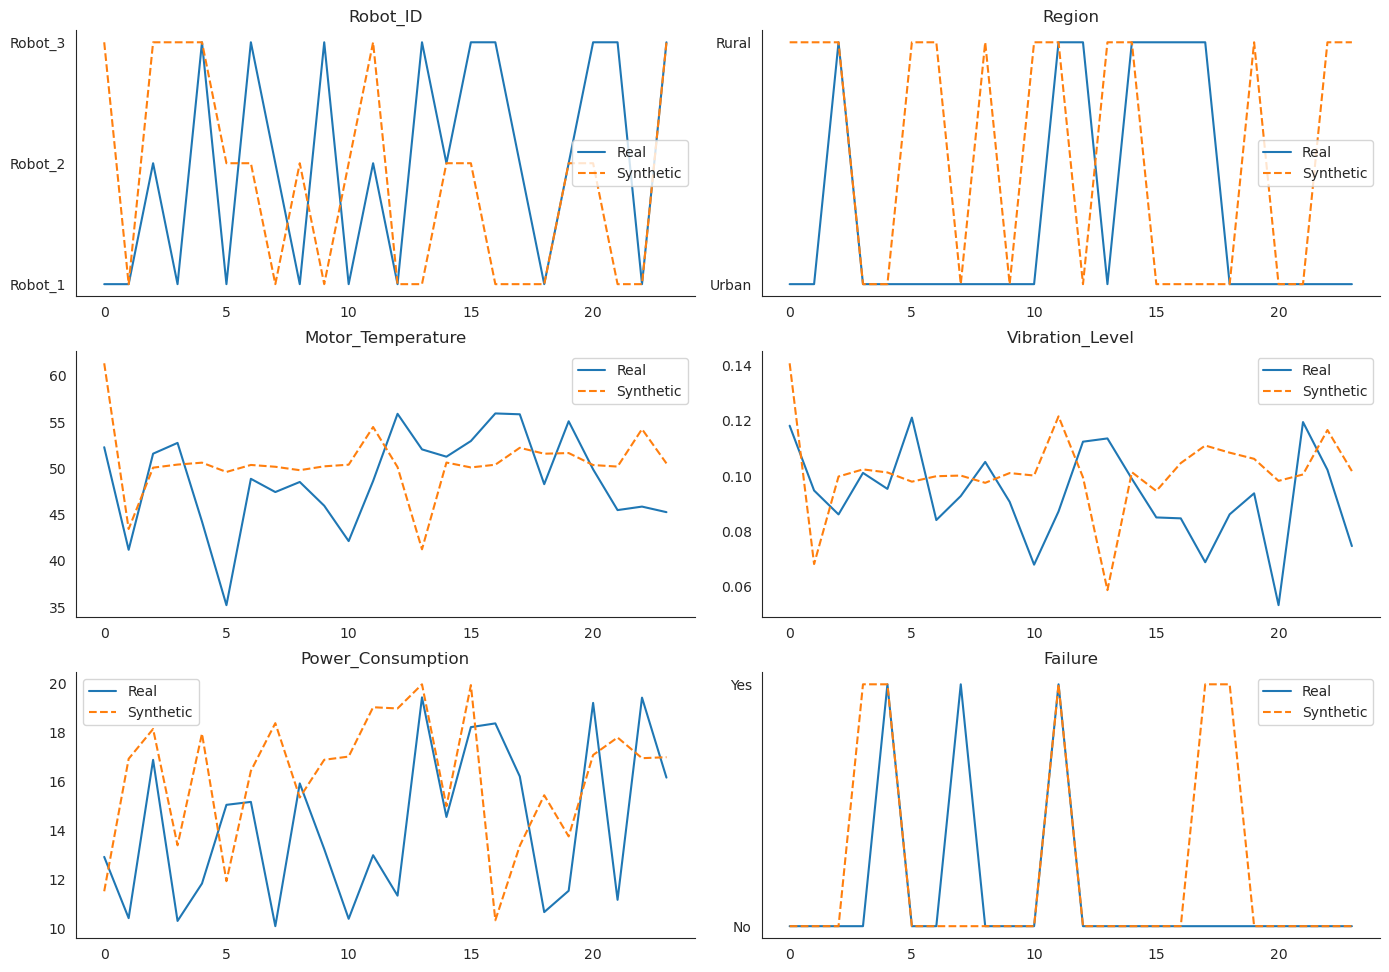 Robot_ID
Robot_3
Robot_2
Robot_1
Real
Synthetic
0 5 10 15 20
Region
Rural
Urban
Real
Synthetic
0 5 10 15 20
Motor_Temperature
60
55
50
45
40
35
Real
Synthetic
0 5 10 15 20
Vibration_Level
0.14
0.12
0.10
0.08
0.06
Real
Synthetic
0 5 10 15 20
Power_Consumption
20
18
16
14
12
10
Real
Synthetic
0 5 10 15 20
Failure
Yes
No
Real
Synthetic
0 5 10 15 20